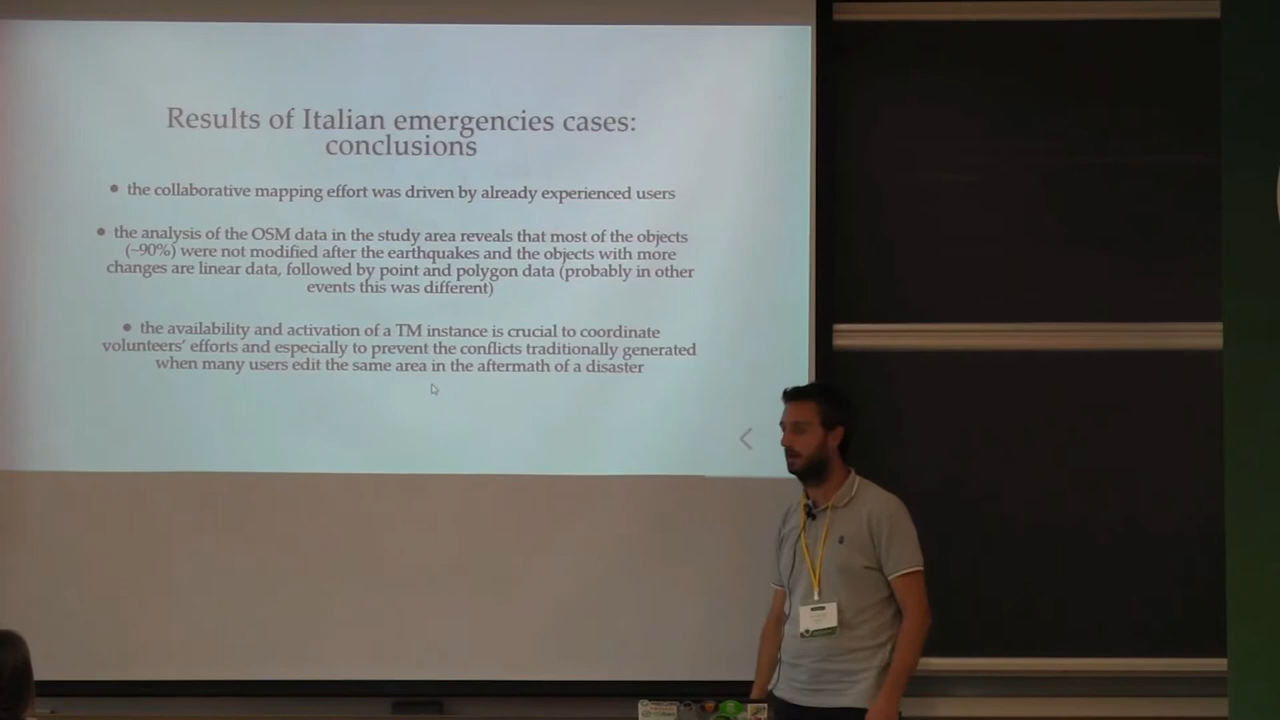 Results of Italian emergencies cases:
conclusions
• the collaborative mapping effort was driven by already experienced users
• the analysis of the OSM data in the study area reveals that most of the objects
(~90%) were not modified after the earthquakes and the objects with more
changes are linear data, followed by point and polygon data (probably in other
events this was different)
• the availability and activation of a TM instance is crucial to coordinate
volunteers' efforts and especially to prevent the conflicts traditionally generated
when many users edit the same area in the aftermath of a disaster